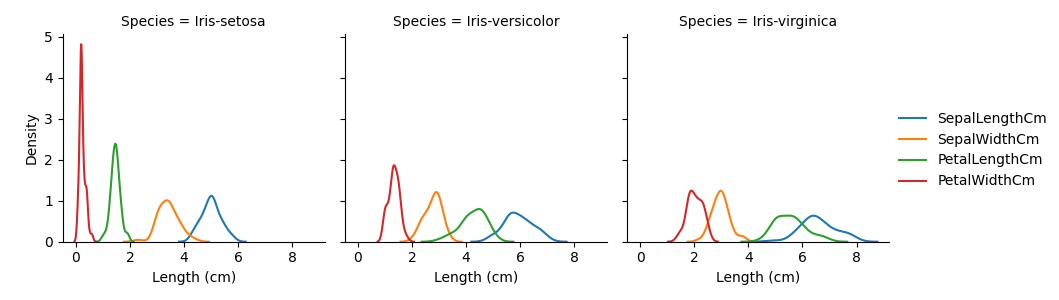 Species = Iris-setosa
Species = Iris-versicolor
Species = Iris-virginica
Density
5
4
3
2
1
0
0 2 4 6 8
0 2 4 6 8
0 2 4 6 8
Length (cm)
Length (cm)
Length (cm)
SepalLengthCm
SepalWidthCm
PetalLengthCm
PetalWidthCm